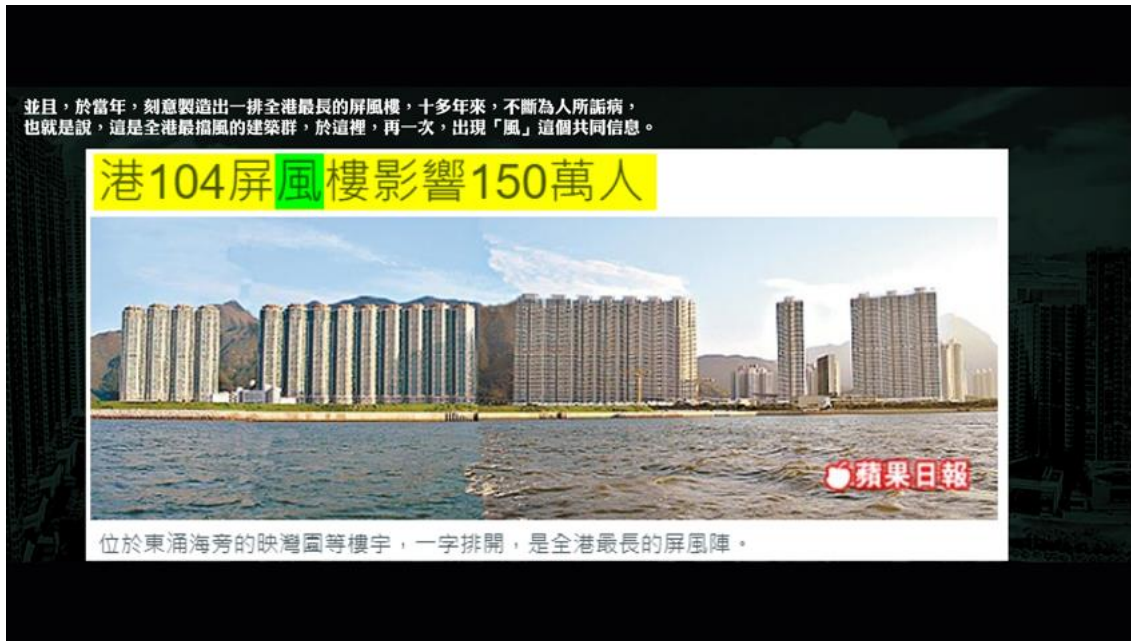 並且，於當年，刻意製造出一排全港最長的屏風樓，十多年來，不斷為人所詬病，
也就是說，這是全港最擋風的建築群，於這裡，再一次，出現「風」這個共同信息。
港104屏風樓影響150萬人
蘋果日報
位於東涌海旁的映灣園等樓宇，一字排開，是全港最長的屏風陣。